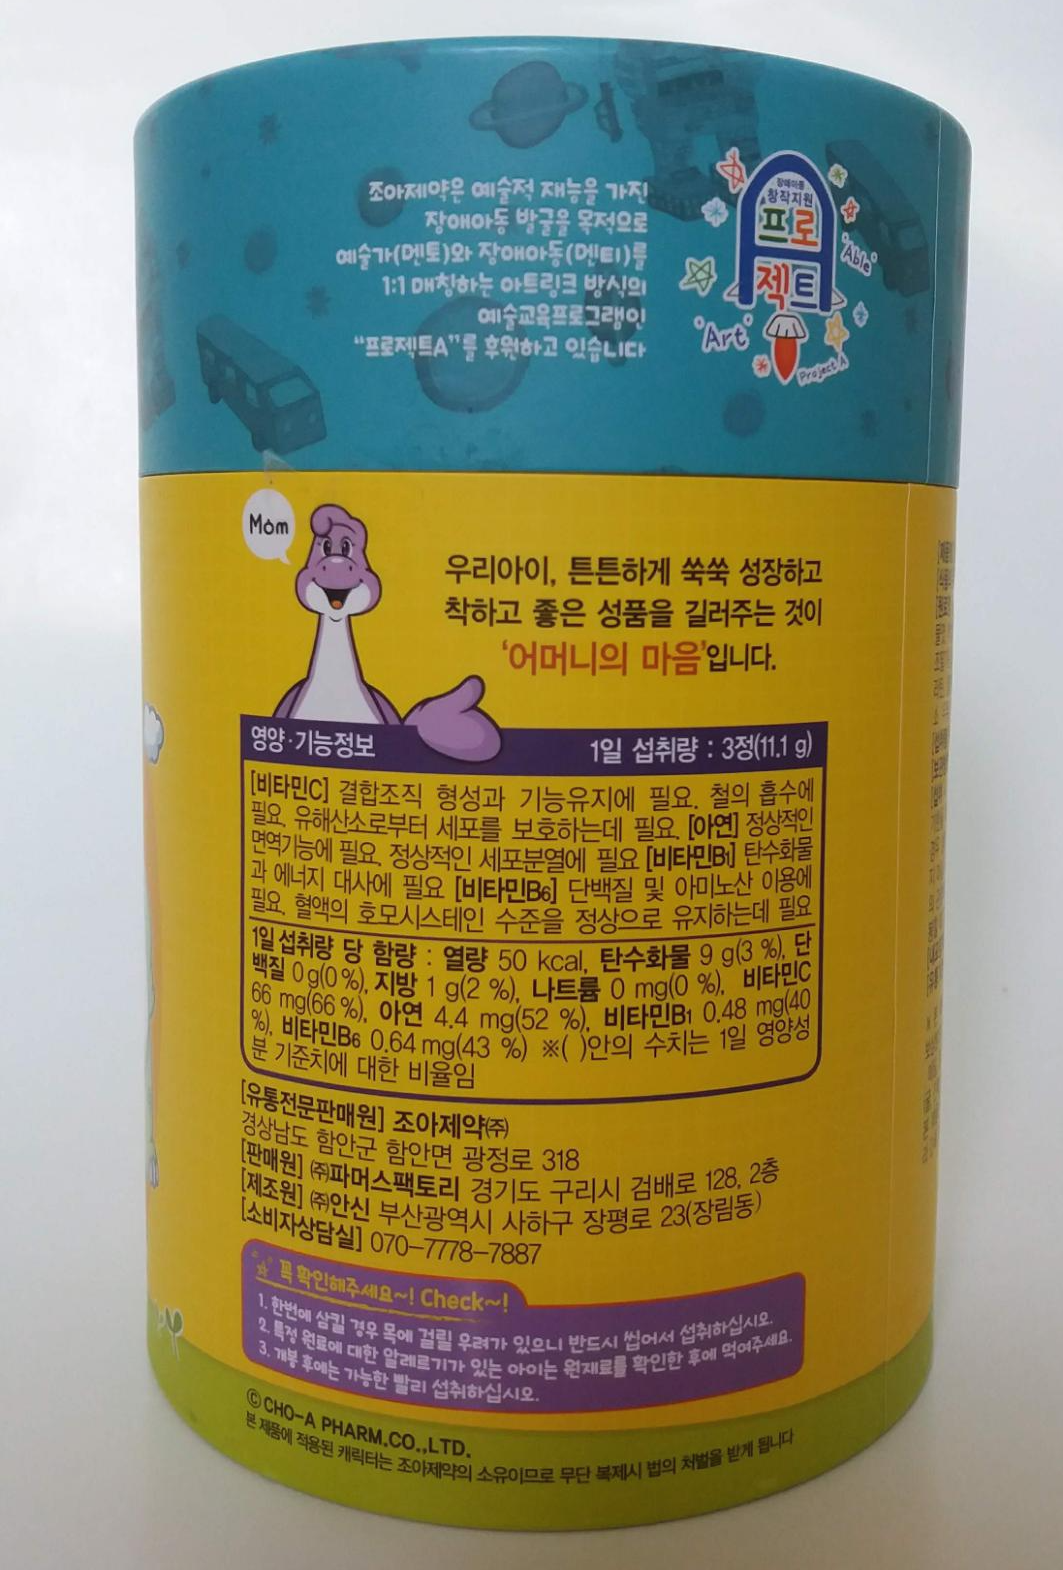 조아제약은 예술적 재능을 가진
장애아동 발굴을 목적으로
예술가(멘토)와 장애아동(멘티)를
1:1 매칭하는 아트링크 방식의
예술교육프로그램이
“프로젝트A”를 후원하고 있습니다
장애아동
창작지원
프로
젝트
'Able'
'Art'
Project A
Mom
우리아이, 튼튼하게 쑥쑥 성장하고
착하고 좋은 성품을 길러주는 것이
'어머니의 마음'입니다.
영양·기능정보 1일 섭취량 : 3정(11.1 g)
[비타민C] 결합조직 형성과 기능유지에 필요. 철의 흡수에
필요. 유해산소로부터 세포를 보호하는데 필요. [아연] 정상적인
면역기능에 필요. 정상적인 세포분열에 필요 [비타민B1] 탄수화물
과 에너지 대사에 필요 [비타민B6] 단백질 및 아미노산 이용에
필요. 혈액의 호모시스테인 수준을 정상으로 유지하는데 필요
1일 섭취량 당 함량 : 열량 50 kcal, 탄수화물 9 g(3 %), 단
백질 0 g(0 %), 지방 1 g(2 %), 나트륨 0 mg(0 %), 비타민C
66 mg(66 %), 아연 4.4 mg(52 %), 비타민B1 0.48 mg(40
%), 비타민B6 0.64 mg(43 %) ※( )안의 수치는 1일 영양성
분 기준치에 대한 비율임
[유통전문판매원] 조아제약㈜
경상남도 함안군 함안면 광정로 318
[판매원] ㈜파머스팩토리 경기도 구리시 검배로 128, 2층
[제조원] ㈜안신 부산광역시 사하구 장평로 23(장림동)
[소비자상담실] 070-7778-7887
꼭 확인해주세요~! Check~!
1. 한번에 삼킬 경우 목에 걸릴 우려가 있으니 반드시 씹어서 섭취하십시오.
2. 특정 원료에 대한 알레르기가 있는 아이는 원재료를 확인한 후에 먹여주세요.
3. 개봉 후에는 가능한 빨리 섭취하십시오.
© CHO-A PHARM.CO.,LTD.
본 제품에 적용된 캐릭터는 조아제약의 소유이므로 무단 복제시 법의 처벌을 받게 됩니다